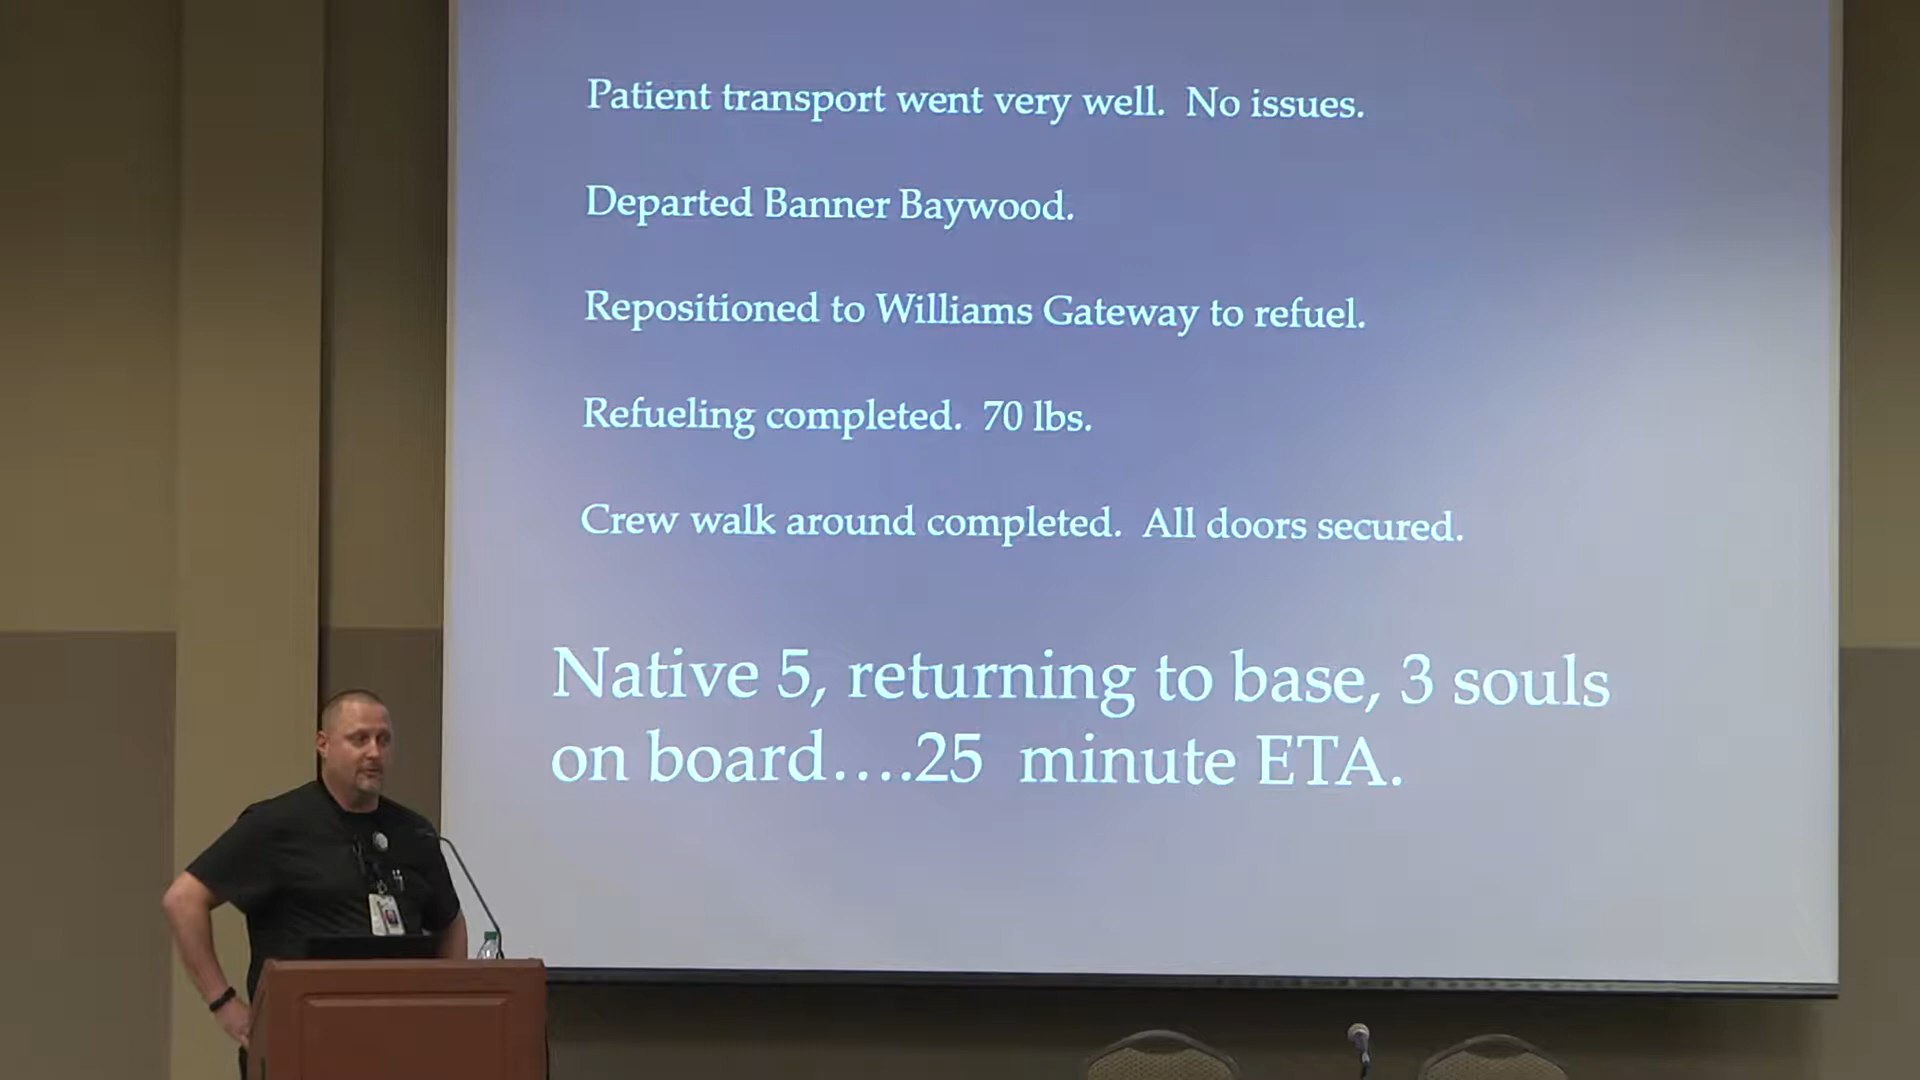 Patient transport went very well.  No issues.
Departed Banner Baywood.
Repositioned to Williams Gateway to refuel.
Refueling completed.  70 lbs.
Crew walk around completed.  All doors secured.
Native 5, returning to base, 3 souls
on board....25  minute ETA.